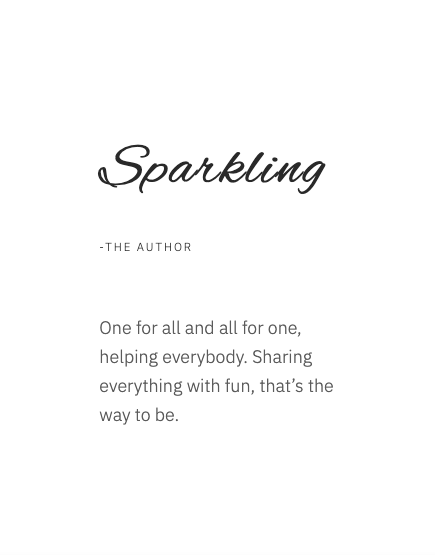 Sparkling
-THE AUTHOR
One for all and all for one,
helping everybody. Sharing
everything with fun, that’s the
way to be.